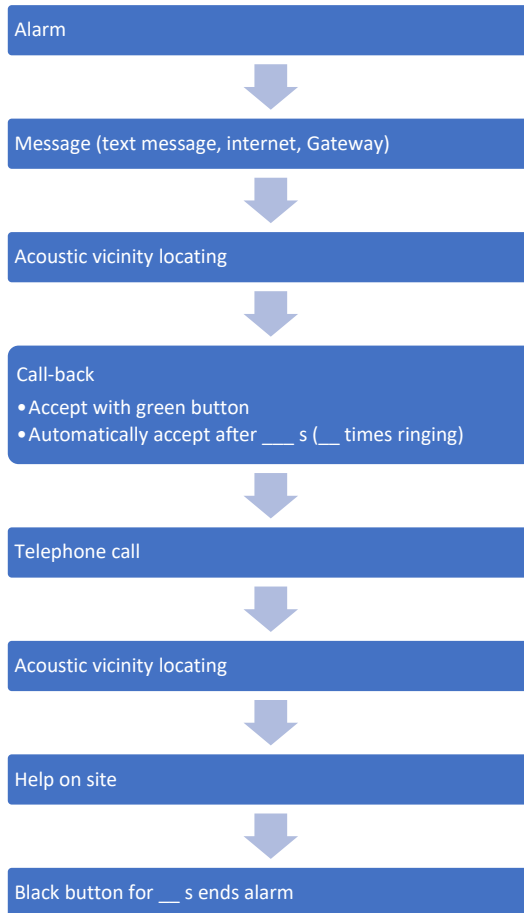 Alarm
Message (text message, internet, Gateway)
Acoustic vicinity locating
Call-back
•Accept with green button
•Automatically accept after ___ s (__ times ringing)
Telephone call
Acoustic vicinity locating
Help on site
Black button for __ s ends alarm